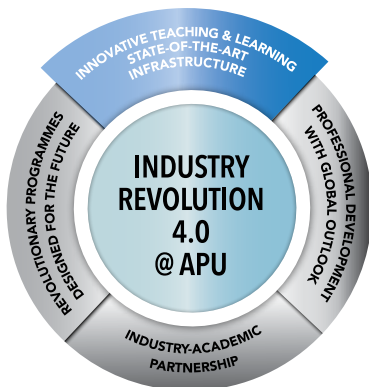 INNOVATIVE TEACHING & LEARNING
STATE-OF-THE-ART
INFRASTRUCTURE
PROFESSIONAL DEVELOPMENT
WITH GLOBAL OUTLOOK
INDUSTRY-ACADEMIC
PARTNERSHIP
REVOLUTIONARY PROGRAMMES
DESIGNED FOR THE FUTURE
INDUSTRY
REVOLUTION
4.0
@ APU